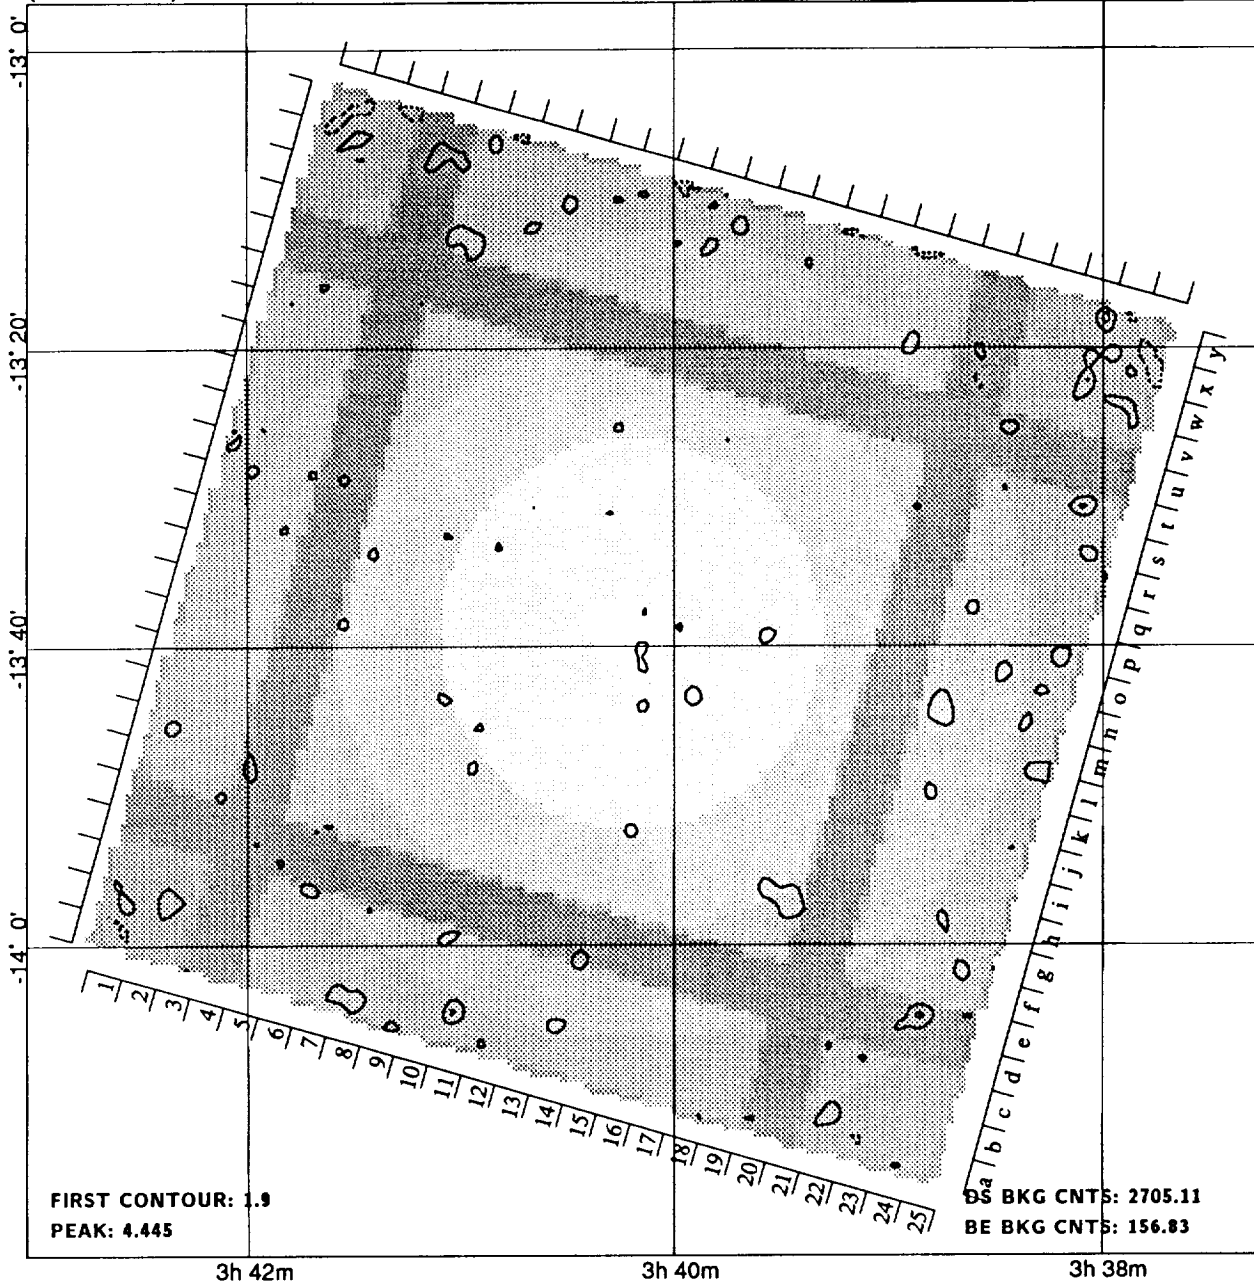 -13° 0'
-13° 20'
-13° 40'
-14° 0'
y
x
w
v
u
t
s
r
q
p
o
n
m
l
k
j
i
h
g
f
e
d
c
b
a
1 2 3 4 5 6 7 8 9 10 11 12 13 14 15 16 17 18 19 20 21 22 23 24 25
FIRST CONTOUR: 1.9
PEAK: 4.445
DS BKG CNTS: 2705.11
BE BKG CNTS: 156.83
3h 42m 3h 40m 3h 38m